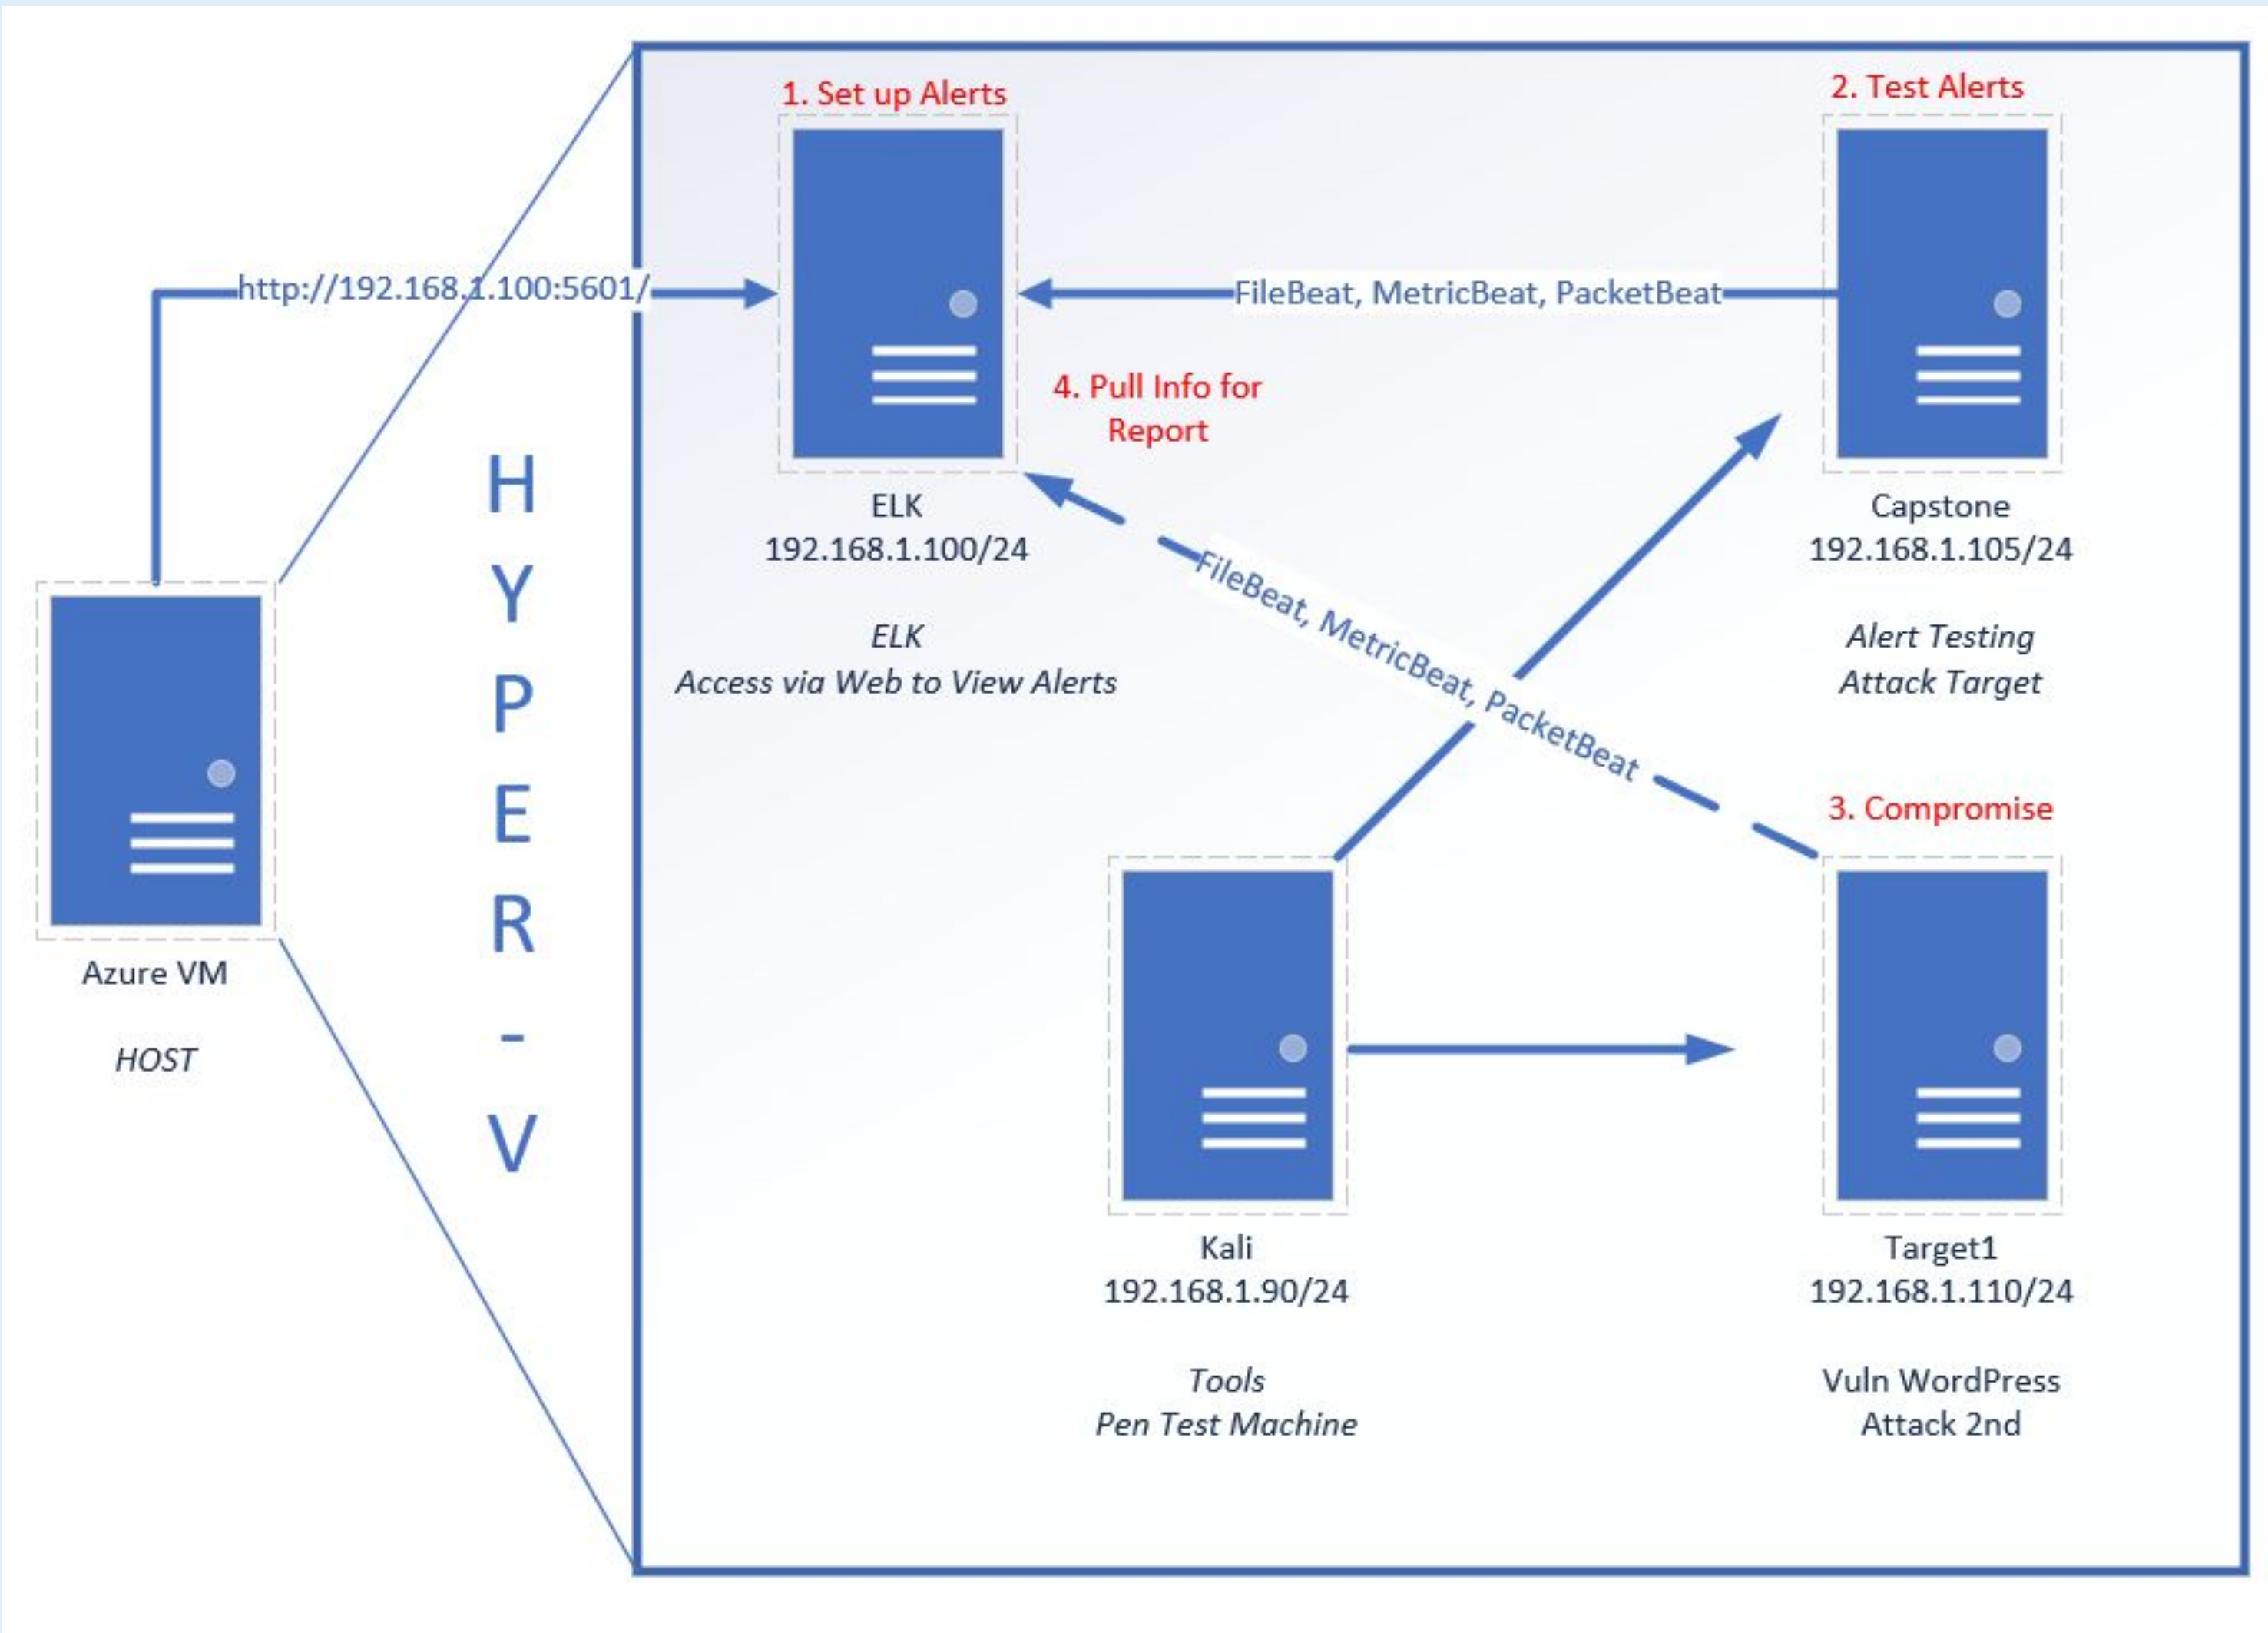 1. Set up Alerts
2. Test Alerts
http://192.168.1.100:5601/
FileBeat, MetricBeat, PacketBeat
4. Pull Info for
Report
HYPER-V
ELK
192.168.1.100/24
ELK
Access via Web to View Alerts
Capstone
192.168.1.105/24
Alert Testing
Attack Target
FileBeat, MetricBeat, PacketBeat
3. Compromise
Azure VM
HOST
Kali
192.168.1.90/24
Tools
Pen Test Machine
Target1
192.168.1.110/24
Vuln WordPress
Attack 2nd